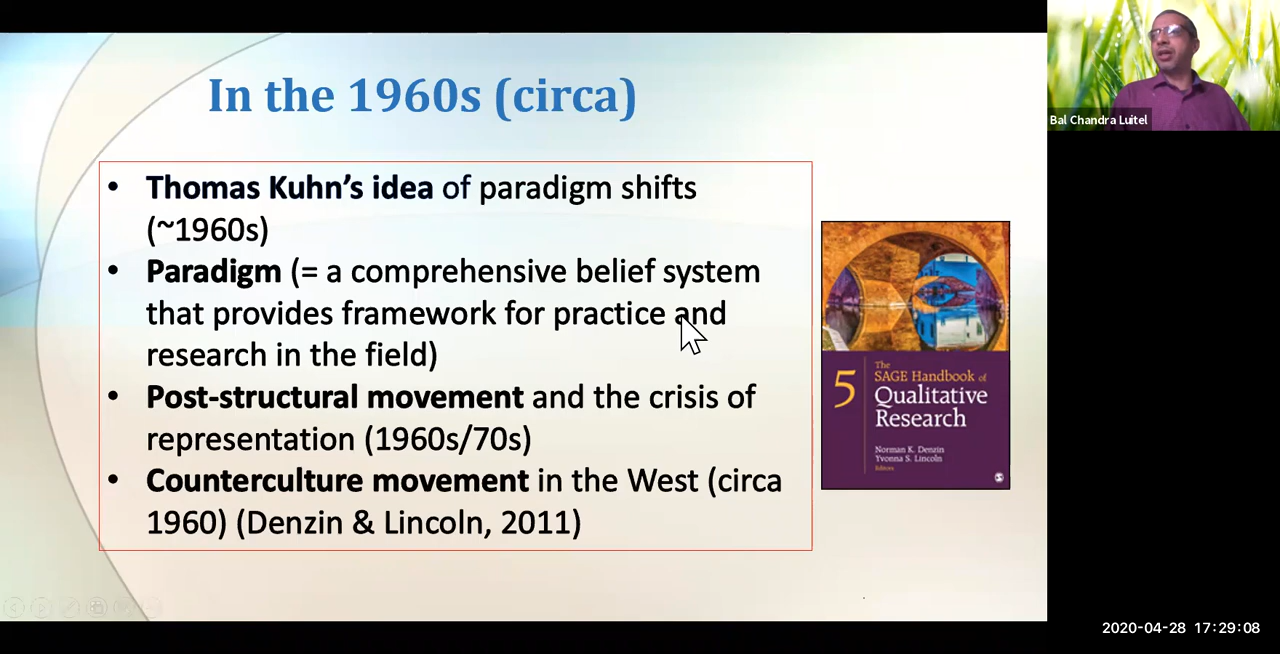 In the 1960s (circa)
• Thomas Kuhn's idea of paradigm shifts
(~1960s)
• Paradigm (= a comprehensive belief system
that provides framework for practice and
research in the field)
• Post-structural movement and the crisis of
representation (1960s/70s)
• Counterculture movement in the West (circa
1960) (Denzin & Lincoln, 2011)
5
The
SAGE Handbook of
Qualitative
Research
Norman K. Denzin
Yvonna S. Lincoln
Editors
Bal Chandra Luitel
2020-04-28 17:29:08